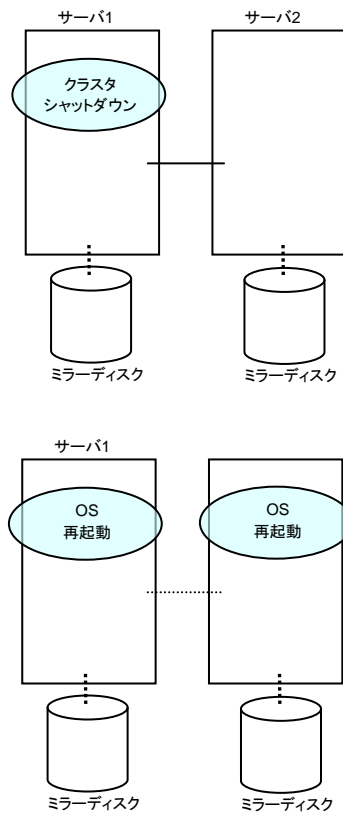 サーバ1
サーバ2
クラスタ
シャットダウン
ミラーディスク
ミラーディスク
サーバ1
OS
再起動
OS
再起動
ミラーディスク
ミラーディスク